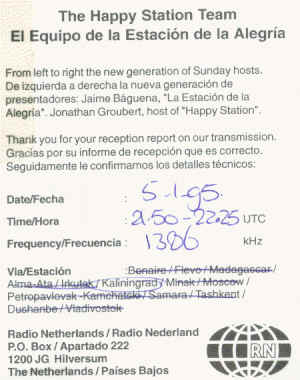 The Happy Station Team
El Equipo de la Estación de la Alegría
From left to right the new generation of Sunday hosts.
De izquierda a derecha la nueva generación de
presentadores: Jaime Báguena, "La Estación de la
Alegría". Jonathan Groubert, host of "Happy Station".
Thank you for your reception report on our transmission.
Gracias por su informe de recepción que es correcto.
Seguidamente le confirmamos los detalles técnicos:
Date/Fecha : 5-1-95.
Time/Hora : 21.50-22.25 UTC
Frequency/Frecuencia : 1386 kHz
Via/Estación : Bonaire / Flevo / Madagascar /
Alma-Ata / Irkutsk / Kaliningrad / Minsk / Moscow /
Petropavlovsk-Kamchatski / Samara / Tashkent /
Dushanbe / Vladivostok
Radio Netherlands / Radio Nederland
P.O. Box / Apartado 222
1200 JG Hilversum
The Netherlands / Países Bajos
RN